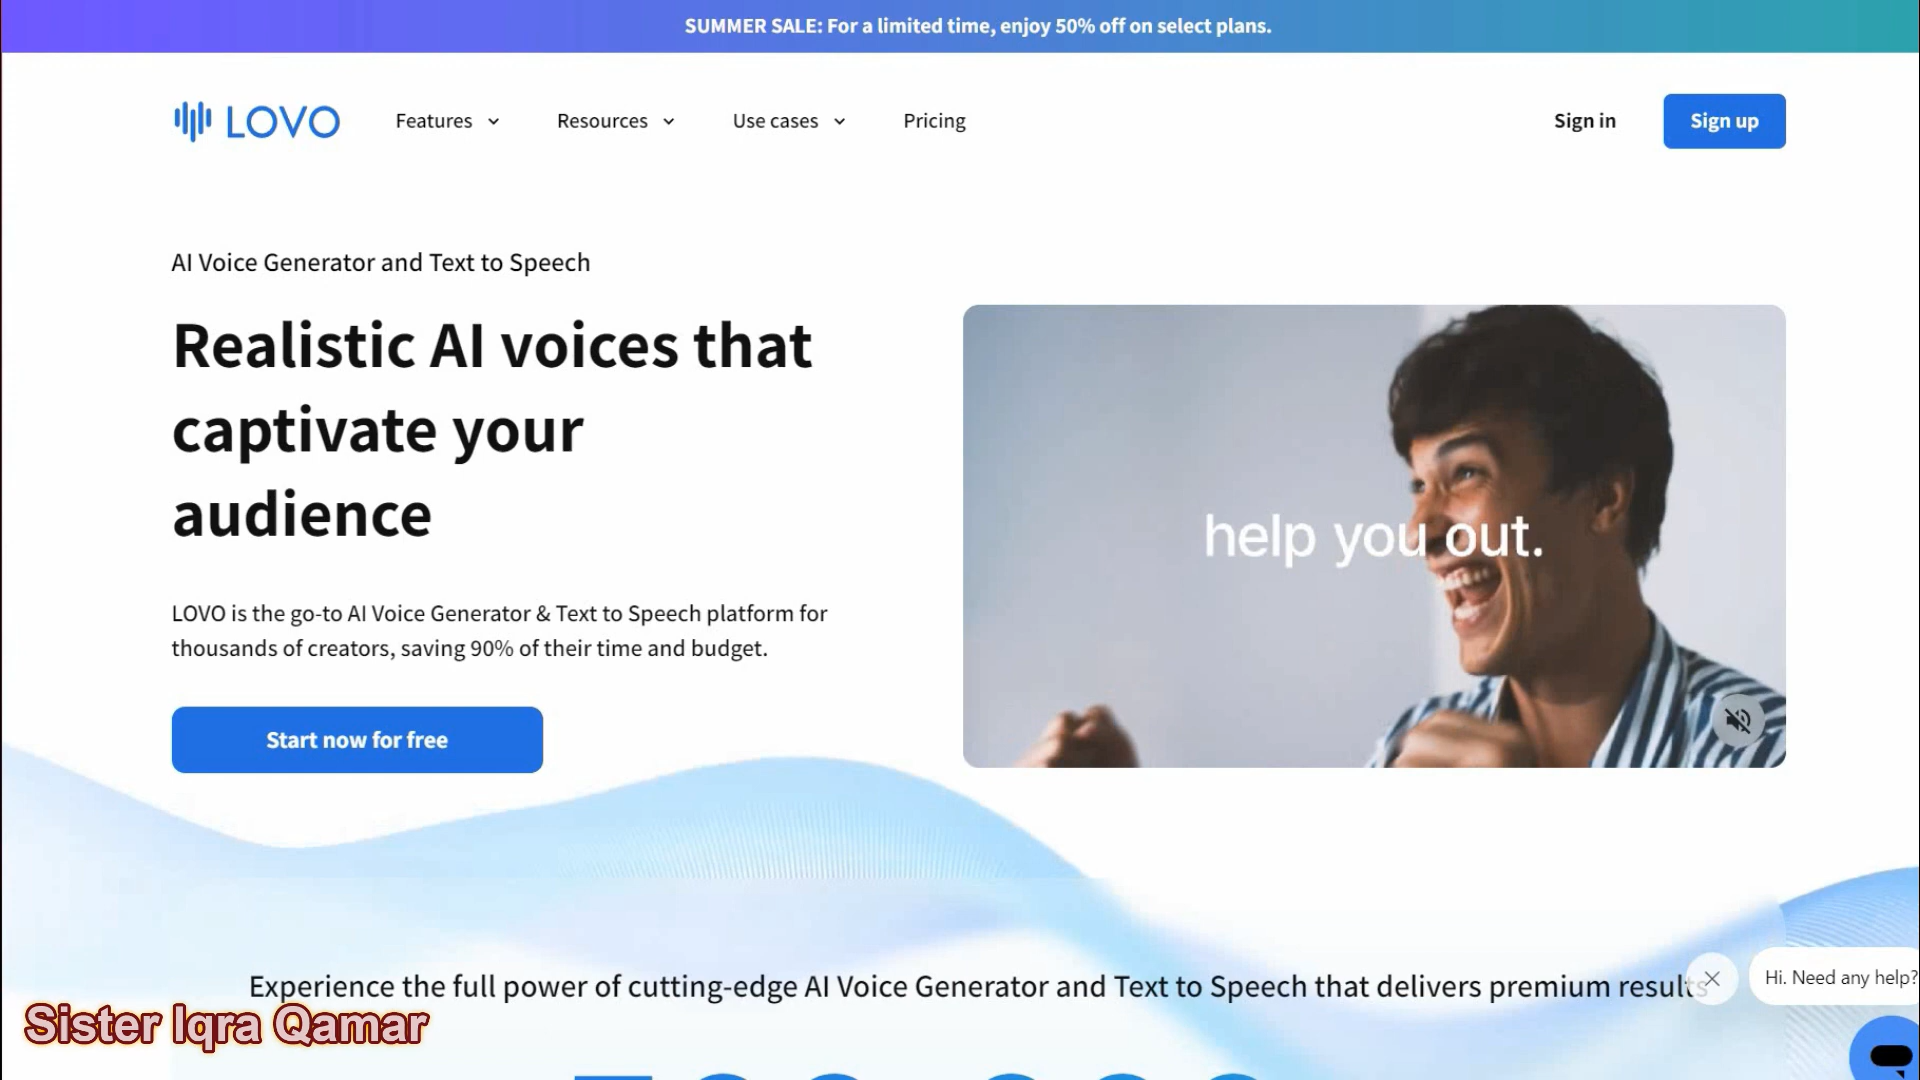 SUMMER SALE: For a limited time, enjoy 50% off on select plans.
LOVO
Features
Resources
Use cases
Pricing
Sign in
Sign up
AI Voice Generator and Text to Speech
Realistic AI voices that
captivate your
audience
LOVO is the go-to AI Voice Generator & Text to Speech platform for
thousands of creators, saving 90% of their time and budget.
Start now for free
help you out.
Experience the full power of cutting-edge AI Voice Generator and Text to Speech that delivers premium results
Hi. Need any help?
Sister Iqra Qamar